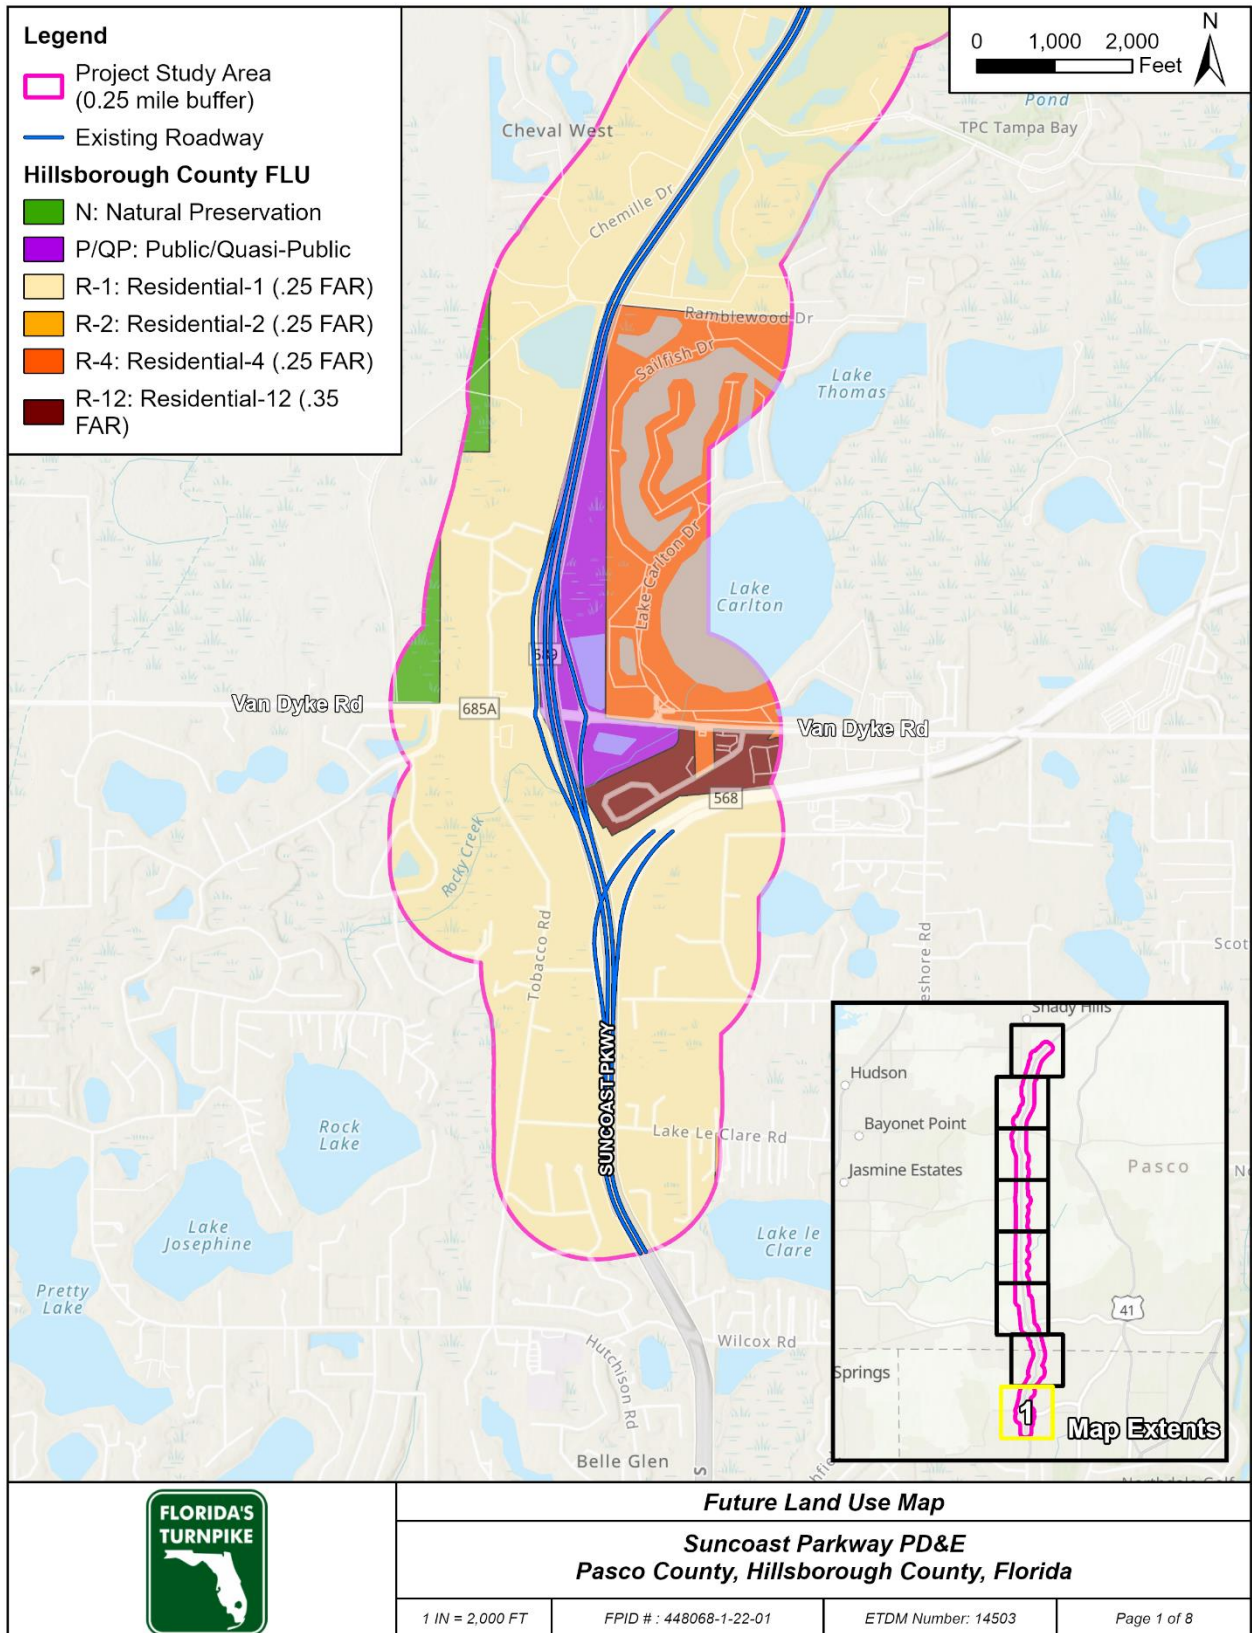 Legend
Project Study Area
(0.25 mile buffer)
Existing Roadway
Hillsborough County FLU
N: Natural Preservation
P/QP: Public/Quasi-Public
R-1: Residential-1 (.25 FAR)
R-2: Residential-2 (.25 FAR)
R-4: Residential-4 (.25 FAR)
R-12: Residential-12 (.35
FAR)
N
0 1,000 2,000
Feet
Pond
TPC Tampa Bay
Cheval West
Chemille Dr
Ramblewood Dr
Sailfish Dr
Lake
Thomas
Lake Carlton Dr
Lake
Carlton
589
Van Dyke Rd
685A
Van Dyke Rd
568
Rocky Creek
Tobacco Rd
eshore Rd
Scot
SUNCOAST PKWY
Lake Le Clare Rd
Rock
Lake
Lake
Josephine
Lake le
Clare
Pretty
Lake
Wilcox Rd
Hutchison Rd
Belle Glen
S
Shady Hills
Hudson
Bayonet Point
Jasmine Estates
Pasco
41
Springs
1
Map Extents
FLORIDA'S
TURNPIKE
Future Land Use Map
Suncoast Parkway PD&E
Pasco County, Hillsborough County, Florida
1 IN = 2,000 FT
FPID # : 448068-1-22-01
ETDM Number: 14503
Page 1 of 8